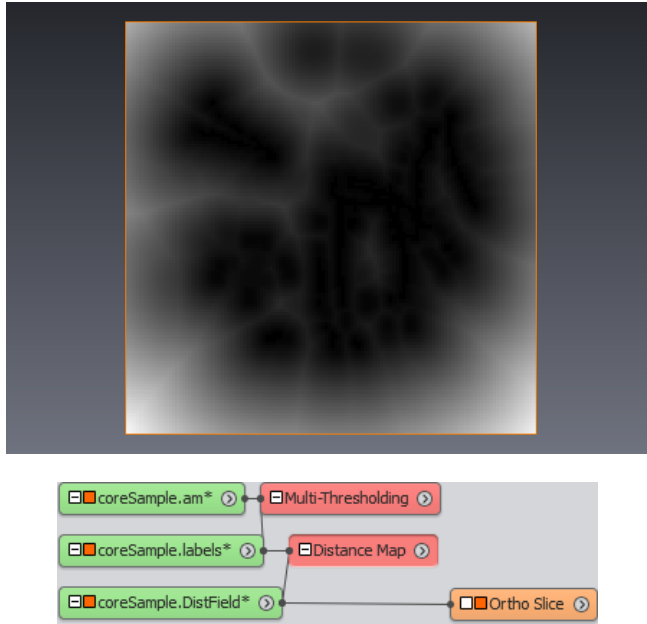 coreSample.am* Multi-Thresholding
coreSample.labels* Distance Map
coreSample.DistField* Ortho Slice